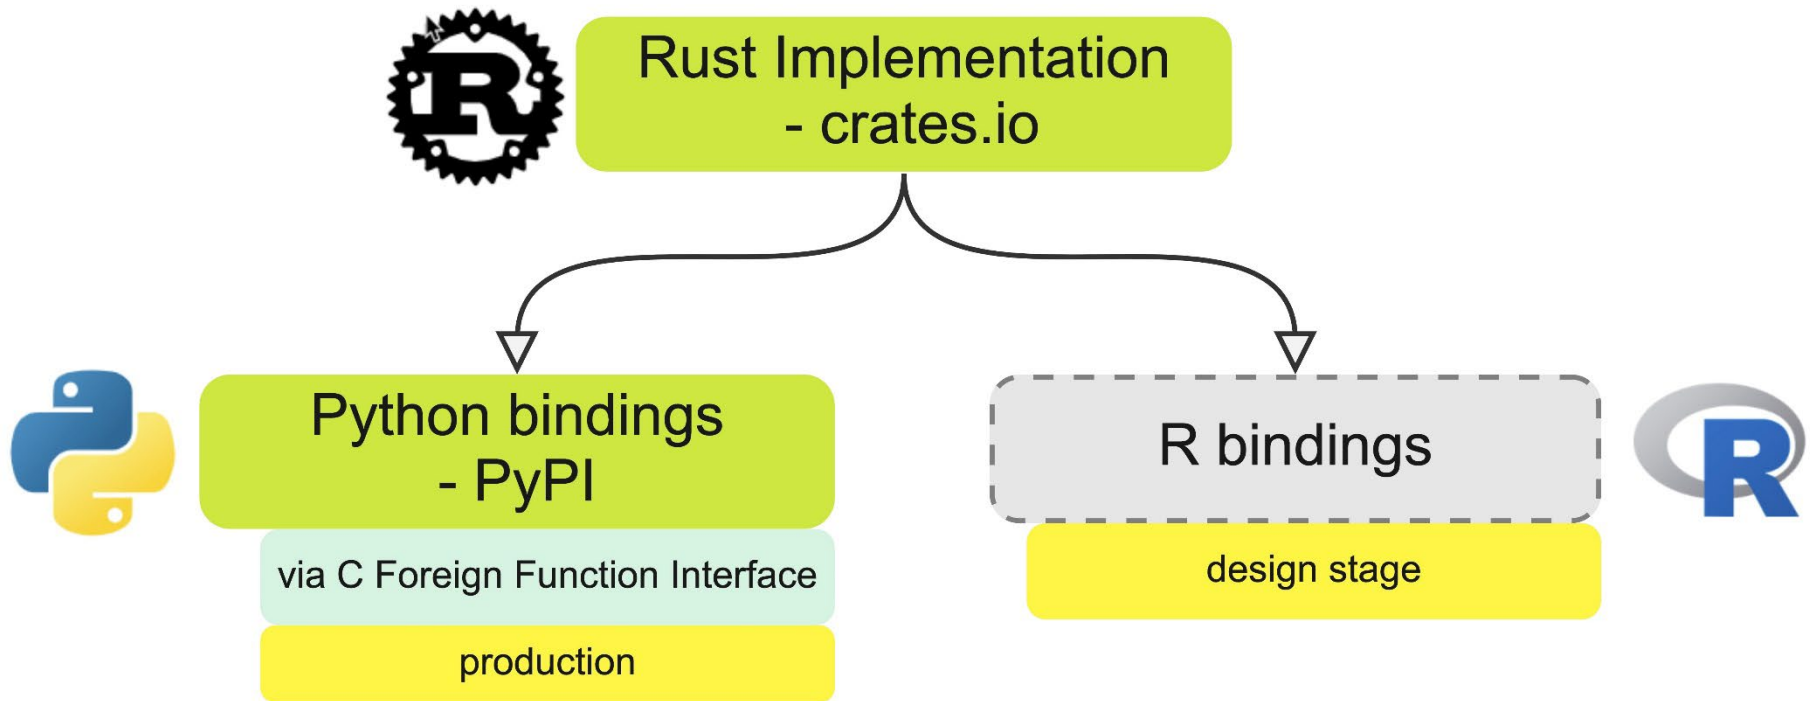 Rust Implementation
- crates.io
Python bindings
- PyPI
R bindings
via C Foreign Function Interface
design stage
production
R
R